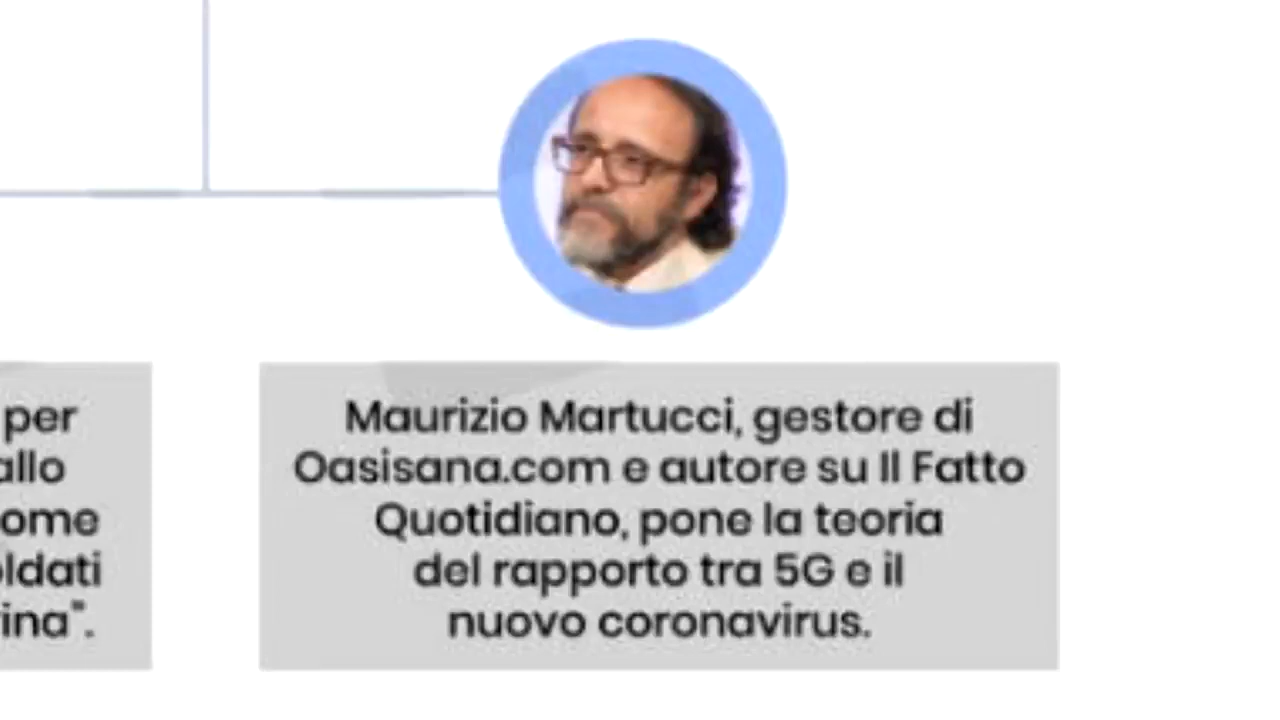 per
allo
ome
ldati
ina".
Maurizio Martucci, gestore di
Oasisana.com e autore su Il Fatto
Quotidiano, pone la teoria
del rapporto tra 5G e il
nuovo coronavirus.